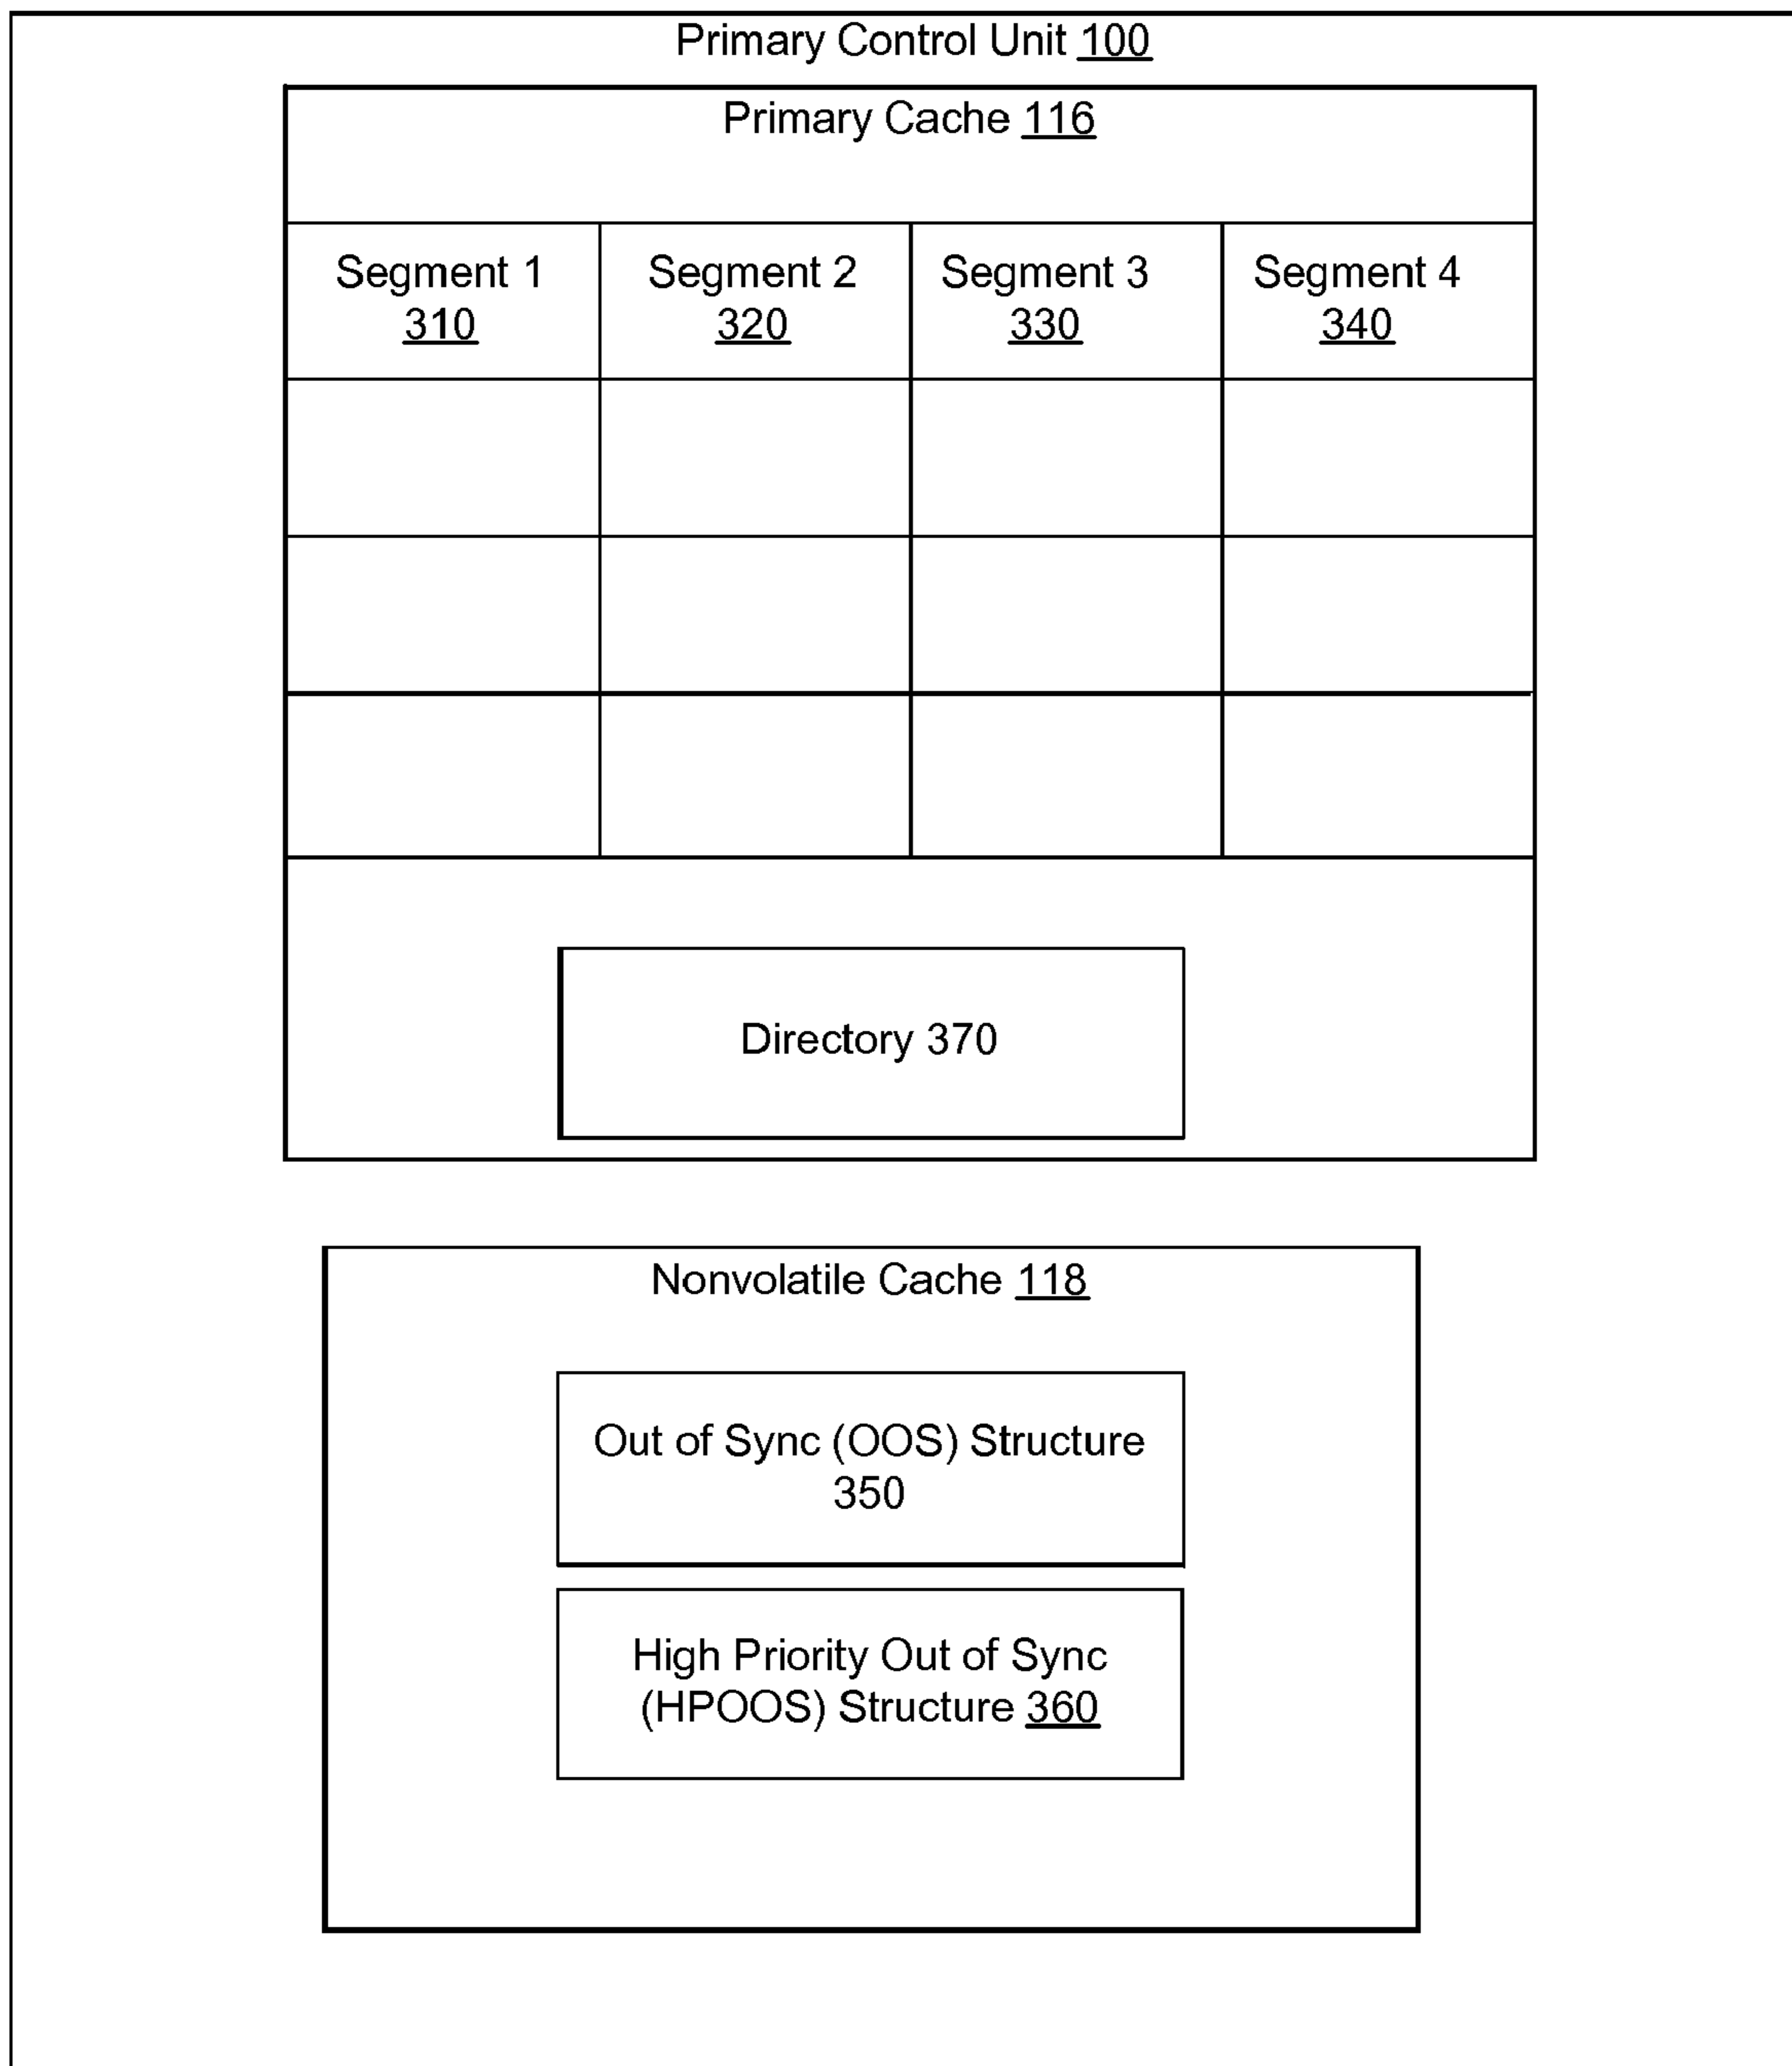 Primary Control Unit 100
Primary Cache 116
Segment 1
310
Segment 2
320
Segment 3
330
Segment 4
340
Directory 370
Nonvolatile Cache 118
Out of Sync (OOS) Structure
350
High Priority Out of Sync
(HPOOS) Structure 360